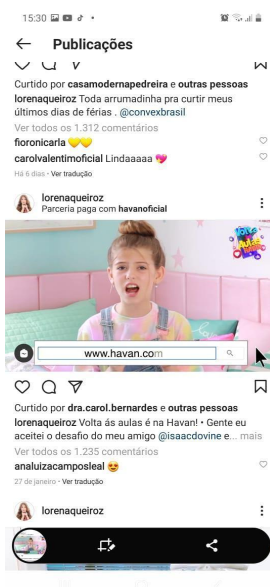 15:30
Publicações
Curtido por casamodernapedreira e outras pessoas
lorenaqueiroz Toda arrumadinha pra curtir meus
últimos dias de férias . @convexbrasil
Ver todos os 1.312 comentários
fioronicarla 💛💛
carolvalentimoficial Lindaaaaa 💖
Há 6 dias • Ver tradução
lorenaqueiroz
Parceria paga com havanoficial
Volta às aulas
www.havan.com
Curtido por dra.carol.bernardes e outras pessoas
lorenaqueiroz Volta ás aulas é na Havan! • Gente eu
aceitei o desafio do meu amigo @isaacdovine e... mais
Ver todos os 1.235 comentários
analuizacamposleal 😍
27 de janeiro • Ver tradução
lorenaqueiroz